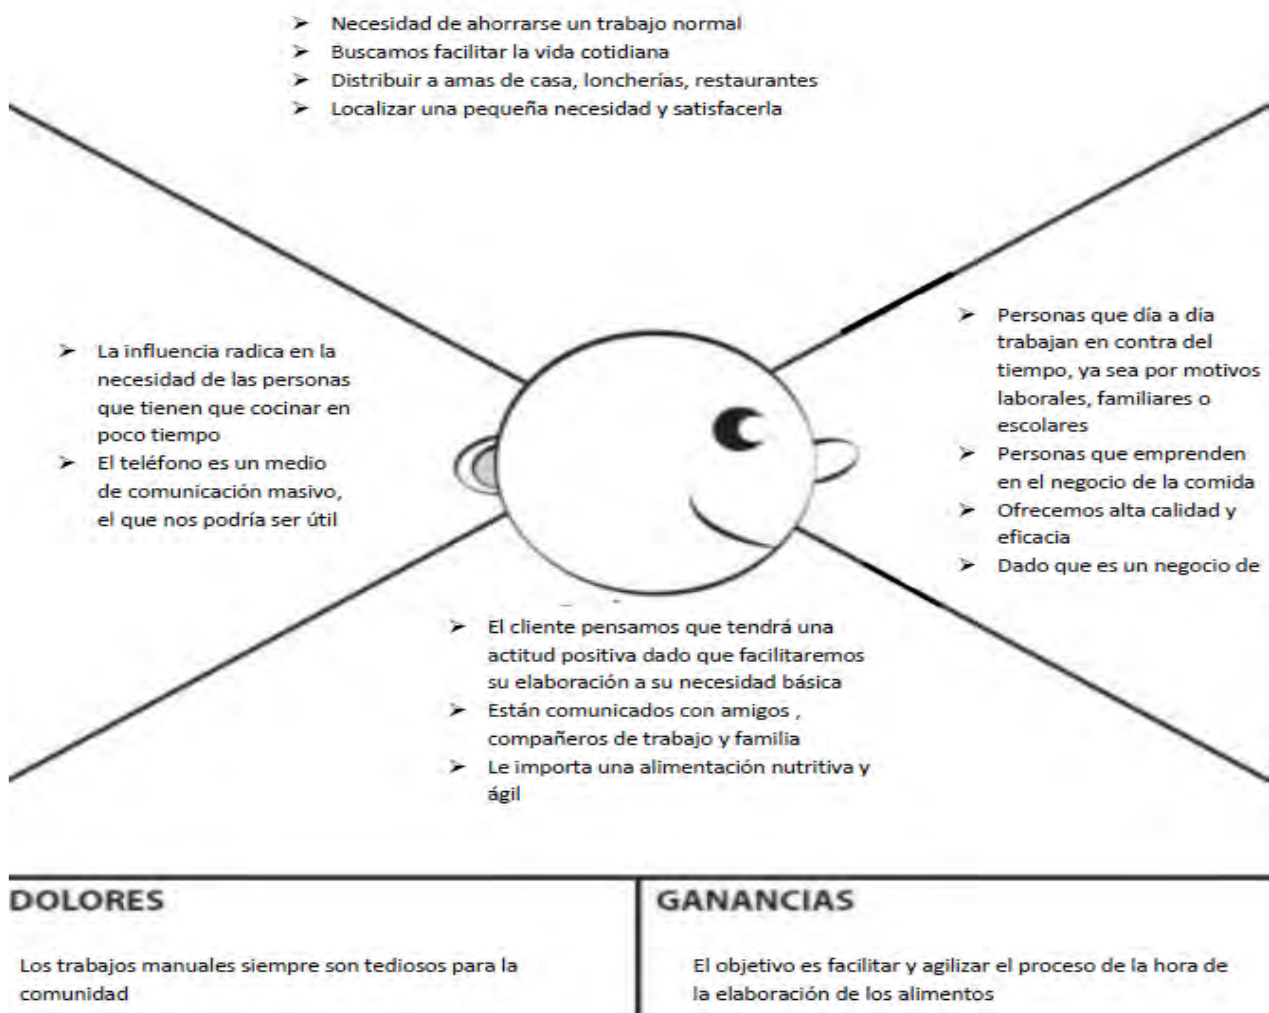 ➤ Necesidad de ahorrarse un trabajo normal
➤ Buscamos facilitar la vida cotidiana
➤ Distribuir a amas de casa, loncherías, restaurantes
➤ Localizar una pequeña necesidad y satisfacerla
➤ La influencia radica en la
necesidad de las personas
que tienen que cocinar en
poco tiempo
➤ El teléfono es un medio
de comunicación masivo,
el que nos podría ser útil
➤ Personas que día a día
trabajan en contra del
tiempo, ya sea por motivos
laborales, familiares o
escolares
➤ Personas que emprenden
en el negocio de la comida
➤ Ofrecemos alta calidad y
eficacia
➤ Dado que es un negocio de
➤ El cliente pensamos que tendrá una
actitud positiva dado que facilitaremos
su elaboración a su necesidad básica
➤ Están comunicados con amigos ,
compañeros de trabajo y familia
➤ Le importa una alimentación nutritiva y
ágil
DOLORES
Los trabajos manuales siempre son tediosos para la
comunidad
GANANCIAS
El objetivo es facilitar y agilizar el proceso de la hora de
la elaboración de los alimentos